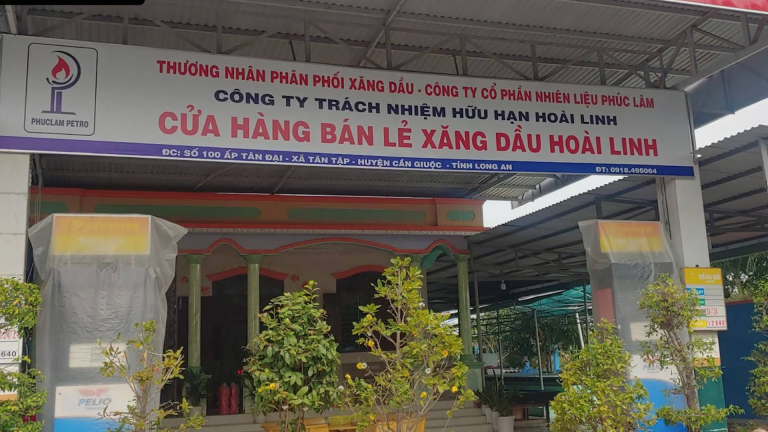 THƯƠNG NHÂN PHÂN PHỐI XĂNG DẦU - CÔNG TY CỔ PHẦN NHIÊN LIỆU PHÚC LÂM
CÔNG TY TRÁCH NHIỆM HỮU HẠN HOÀI LINH
PHUCLAM PETRO
CỬA HÀNG BÁN LẺ XĂNG DẦU HOÀI LINH
ĐC: SỐ 100 ẤP TÂN ĐẠI - XÃ TÂN TẬP - HUYỆN CẦN GIUỘC - TỈNH LONG AN
ĐT: 0918.495064
PELIO